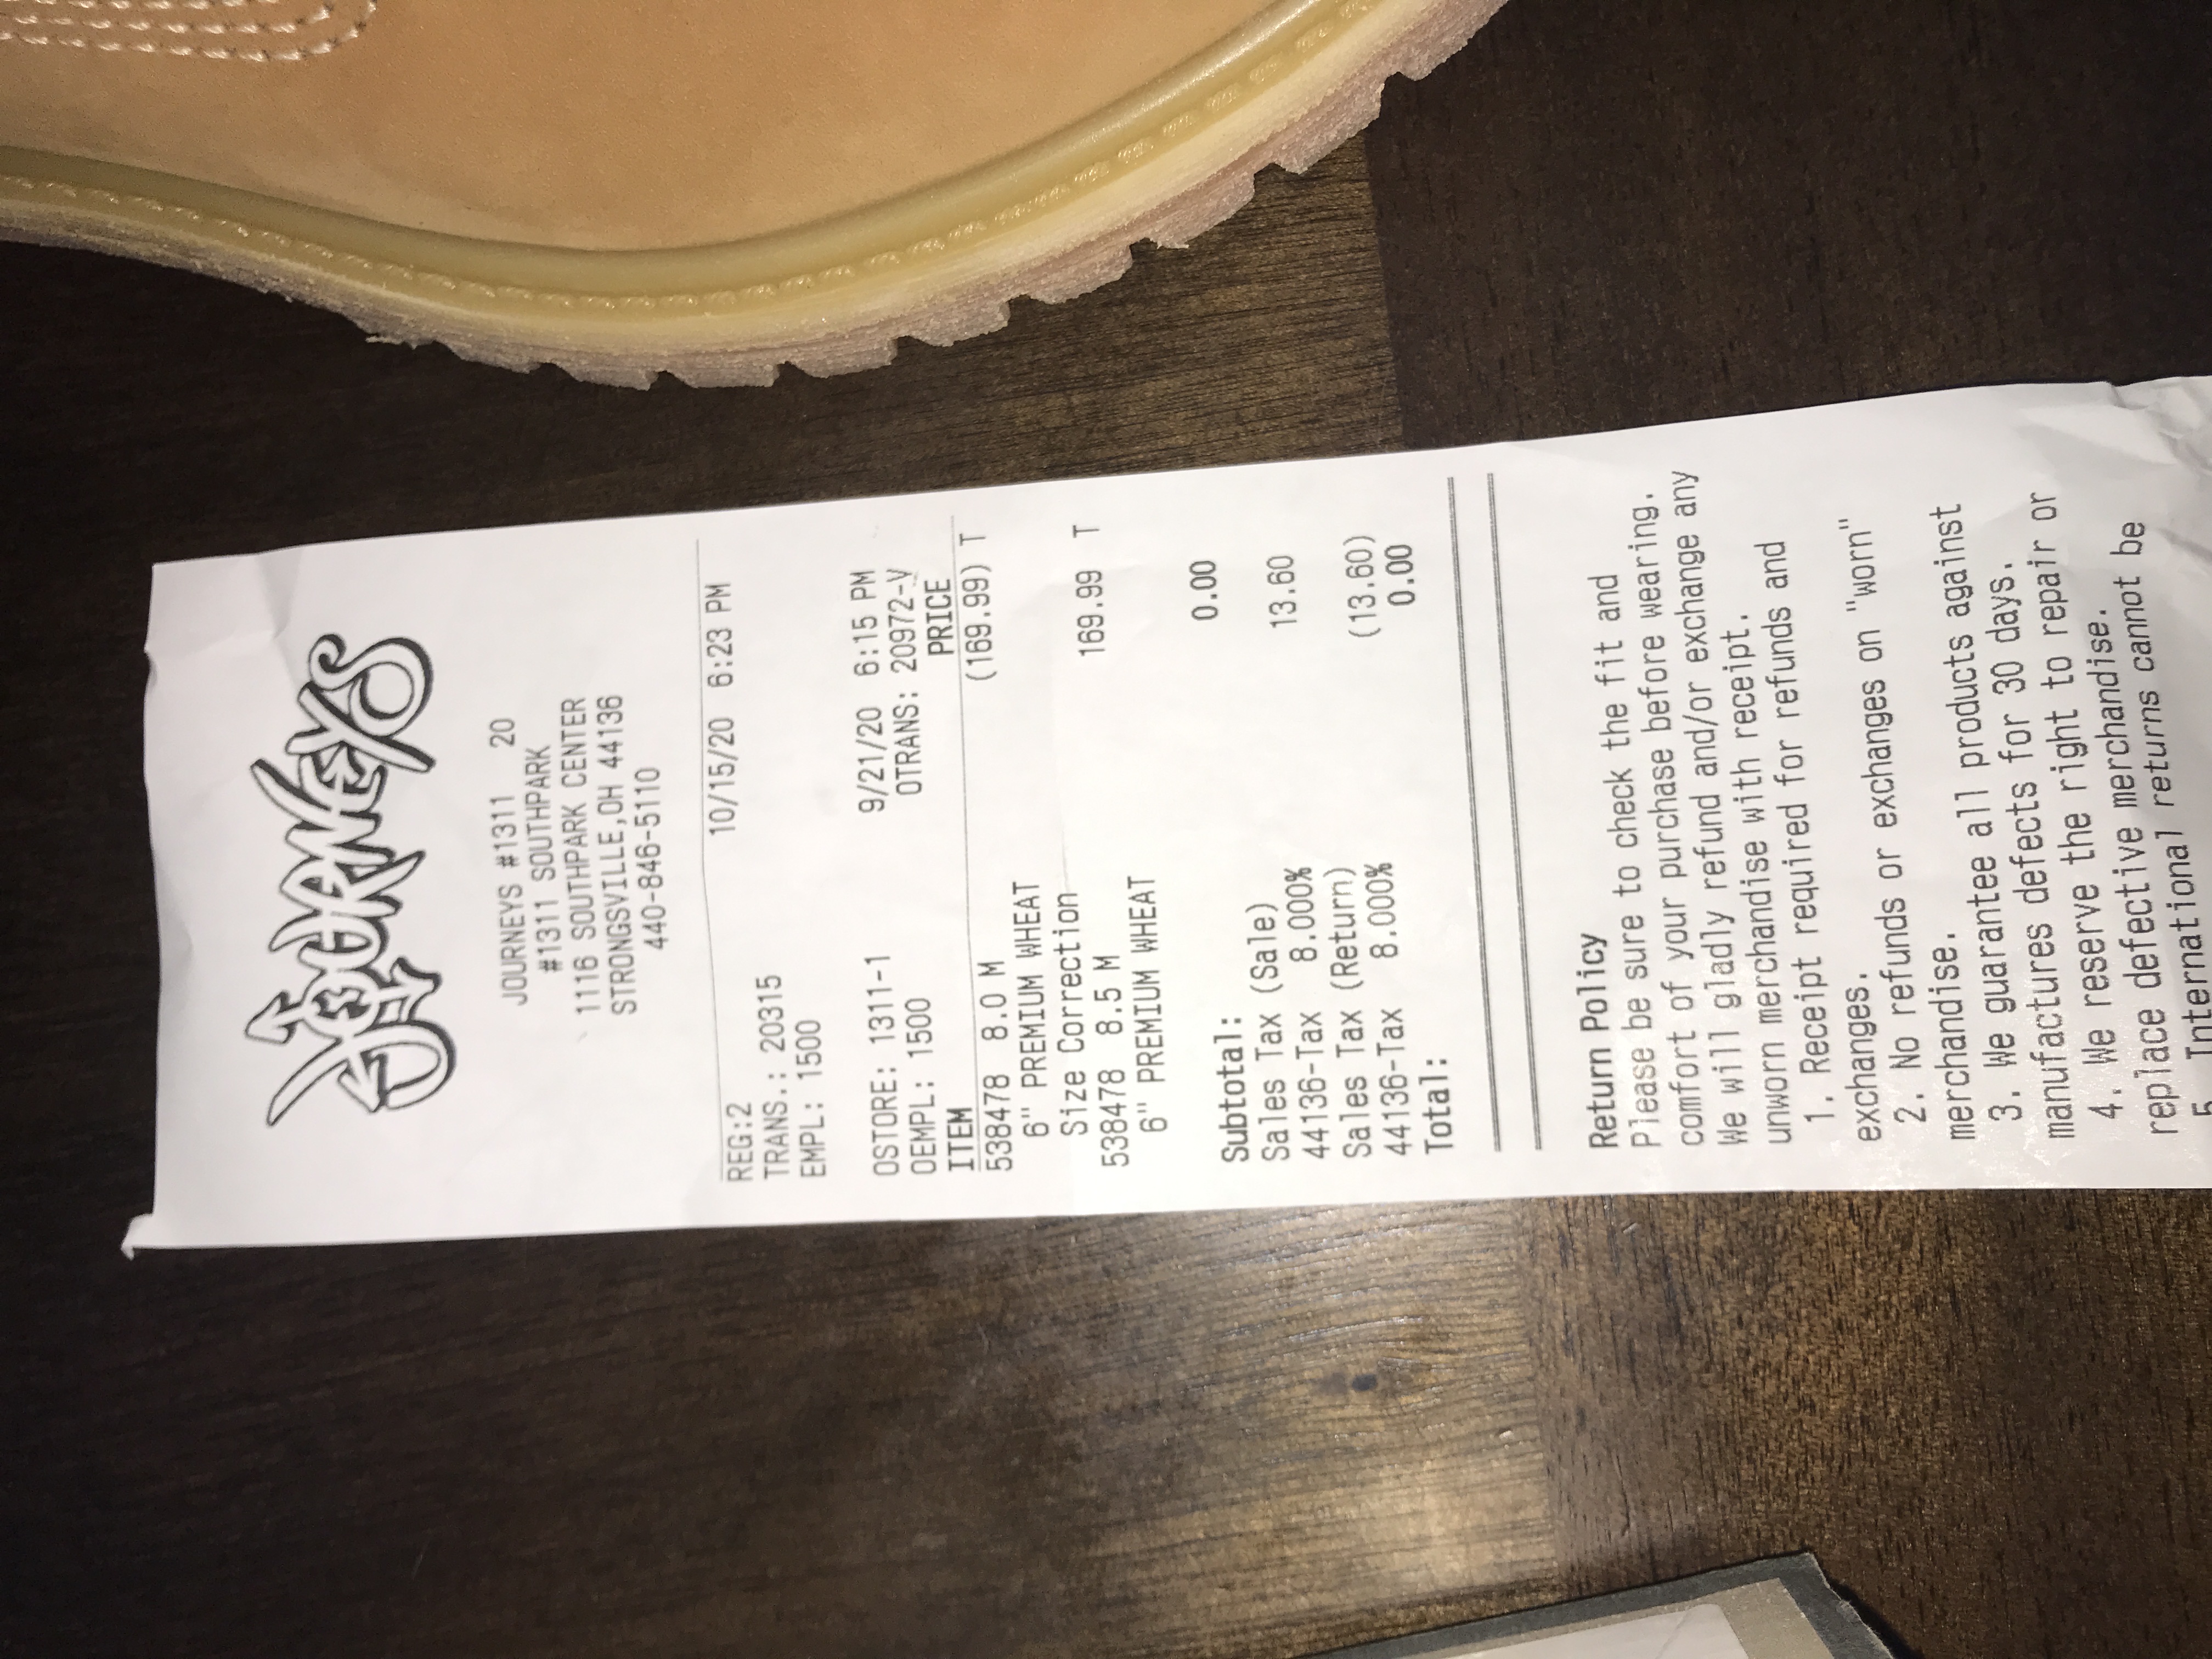 JOURNEYS
JOURNEYS #1311 20
#1311 SOUTHPARK
1116 SOUTHPARK CENTER
STRONGSVILLE,OH 44136
440-846-5110
REG:2 10/15/20 6:23 PM
TRANS.: 20315
EMPL: 1500
OSTORE: 1311-1 9/21/20 6:15 PM
OEMPL: 1500 OTRANS: 20972-V
ITEM PRICE
538478 8.0 M (169.99) T
6" PREMIUM WHEAT
Size Correction
538478 8.5 M 169.99 T
6" PREMIUM WHEAT
Subtotal: 0.00
Sales Tax (Sale)
44136-Tax 8.000% 13.60
Sales Tax (Return)
44136-Tax 8.000% (13.60)
Total: 0.00
Return Policy
Please be sure to check the fit and
comfort of your purchase before wearing.
We will gladly refund and/or exchange any
unworn merchandise with receipt.
1. Receipt required for refunds and
exchanges.
2. No refunds or exchanges on "worn"
merchandise.
3. We guarantee all products against
manufactures defects for 30 days.
4. We reserve the right to repair or
replace defective merchandise.
5. International returns cannot be